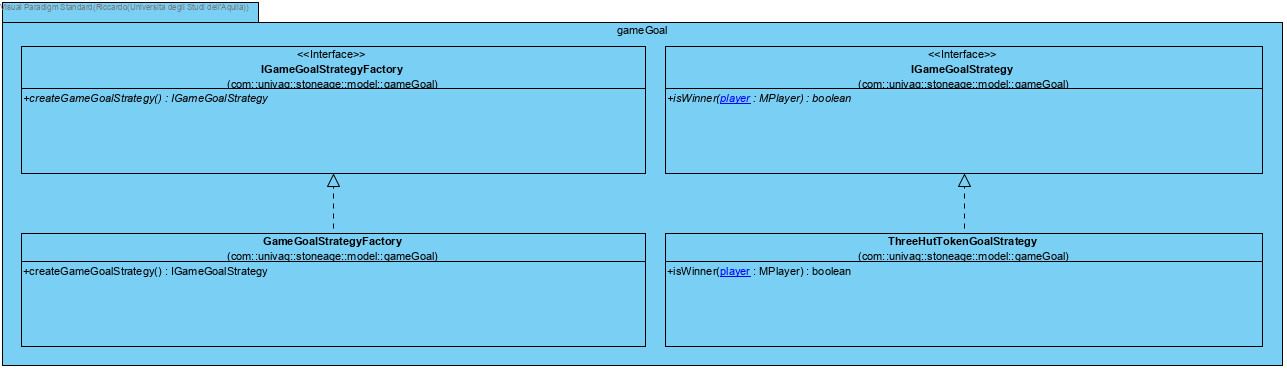 Visual Paradigm Standard(Riccardo(Università degli Studi dell'Aquila))
gameGoal
<<Interface>>
IGameGoalStrategyFactory
(com::univaq::stoneage::model::gameGoal)
+createGameGoalStrategy() : IGameGoalStrategy
<<Interface>>
IGameGoalStrategy
(com::univaq::stoneage::model::gameGoal)
+isWinner(player : MPlayer) : boolean
GameGoalStrategyFactory
(com::univaq::stoneage::model::gameGoal)
+createGameGoalStrategy() : IGameGoalStrategy
ThreeHutTokenGoalStrategy
(com::univaq::stoneage::model::gameGoal)
+isWinner(player : MPlayer) : boolean